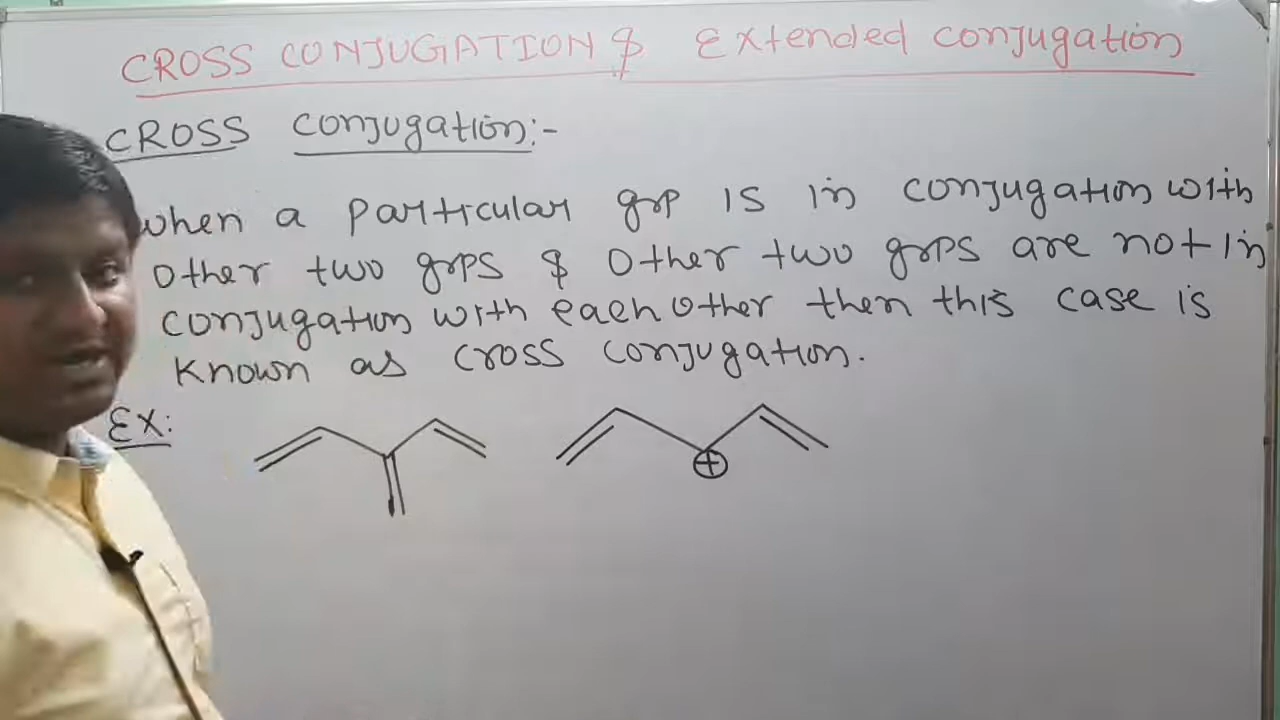 CROSS CONJUGATION & Extended conjugation
CROSS Conjugation:-
when a particular grp is in conjugation with
other two grps & other two grps are not in
conjugation with each other then this case is
known as cross conjugation.
Ex:
+